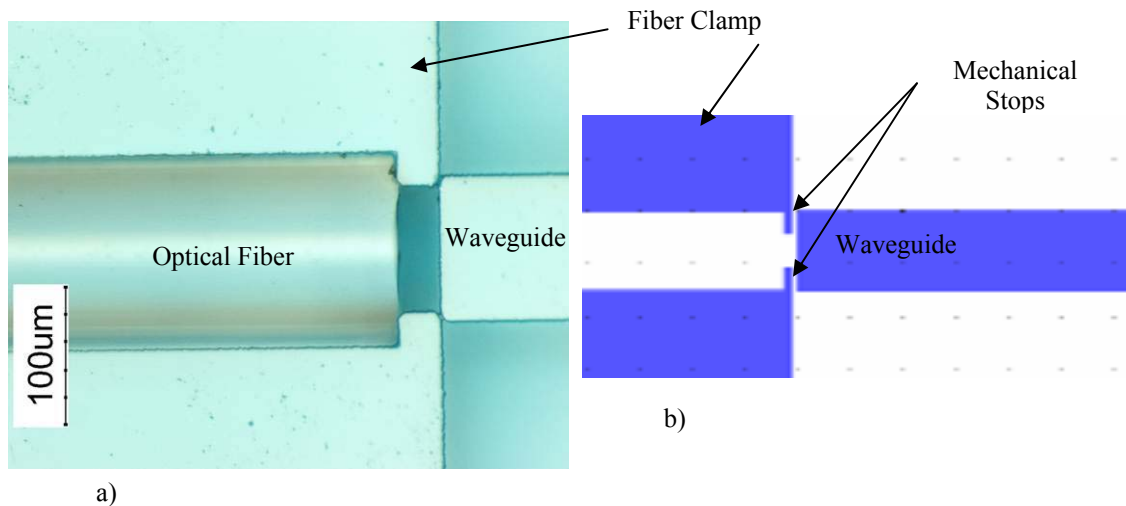 Fiber Clamp
Mechanical
Stops
Optical Fiber
Waveguide
Waveguide
100um
a)
b)